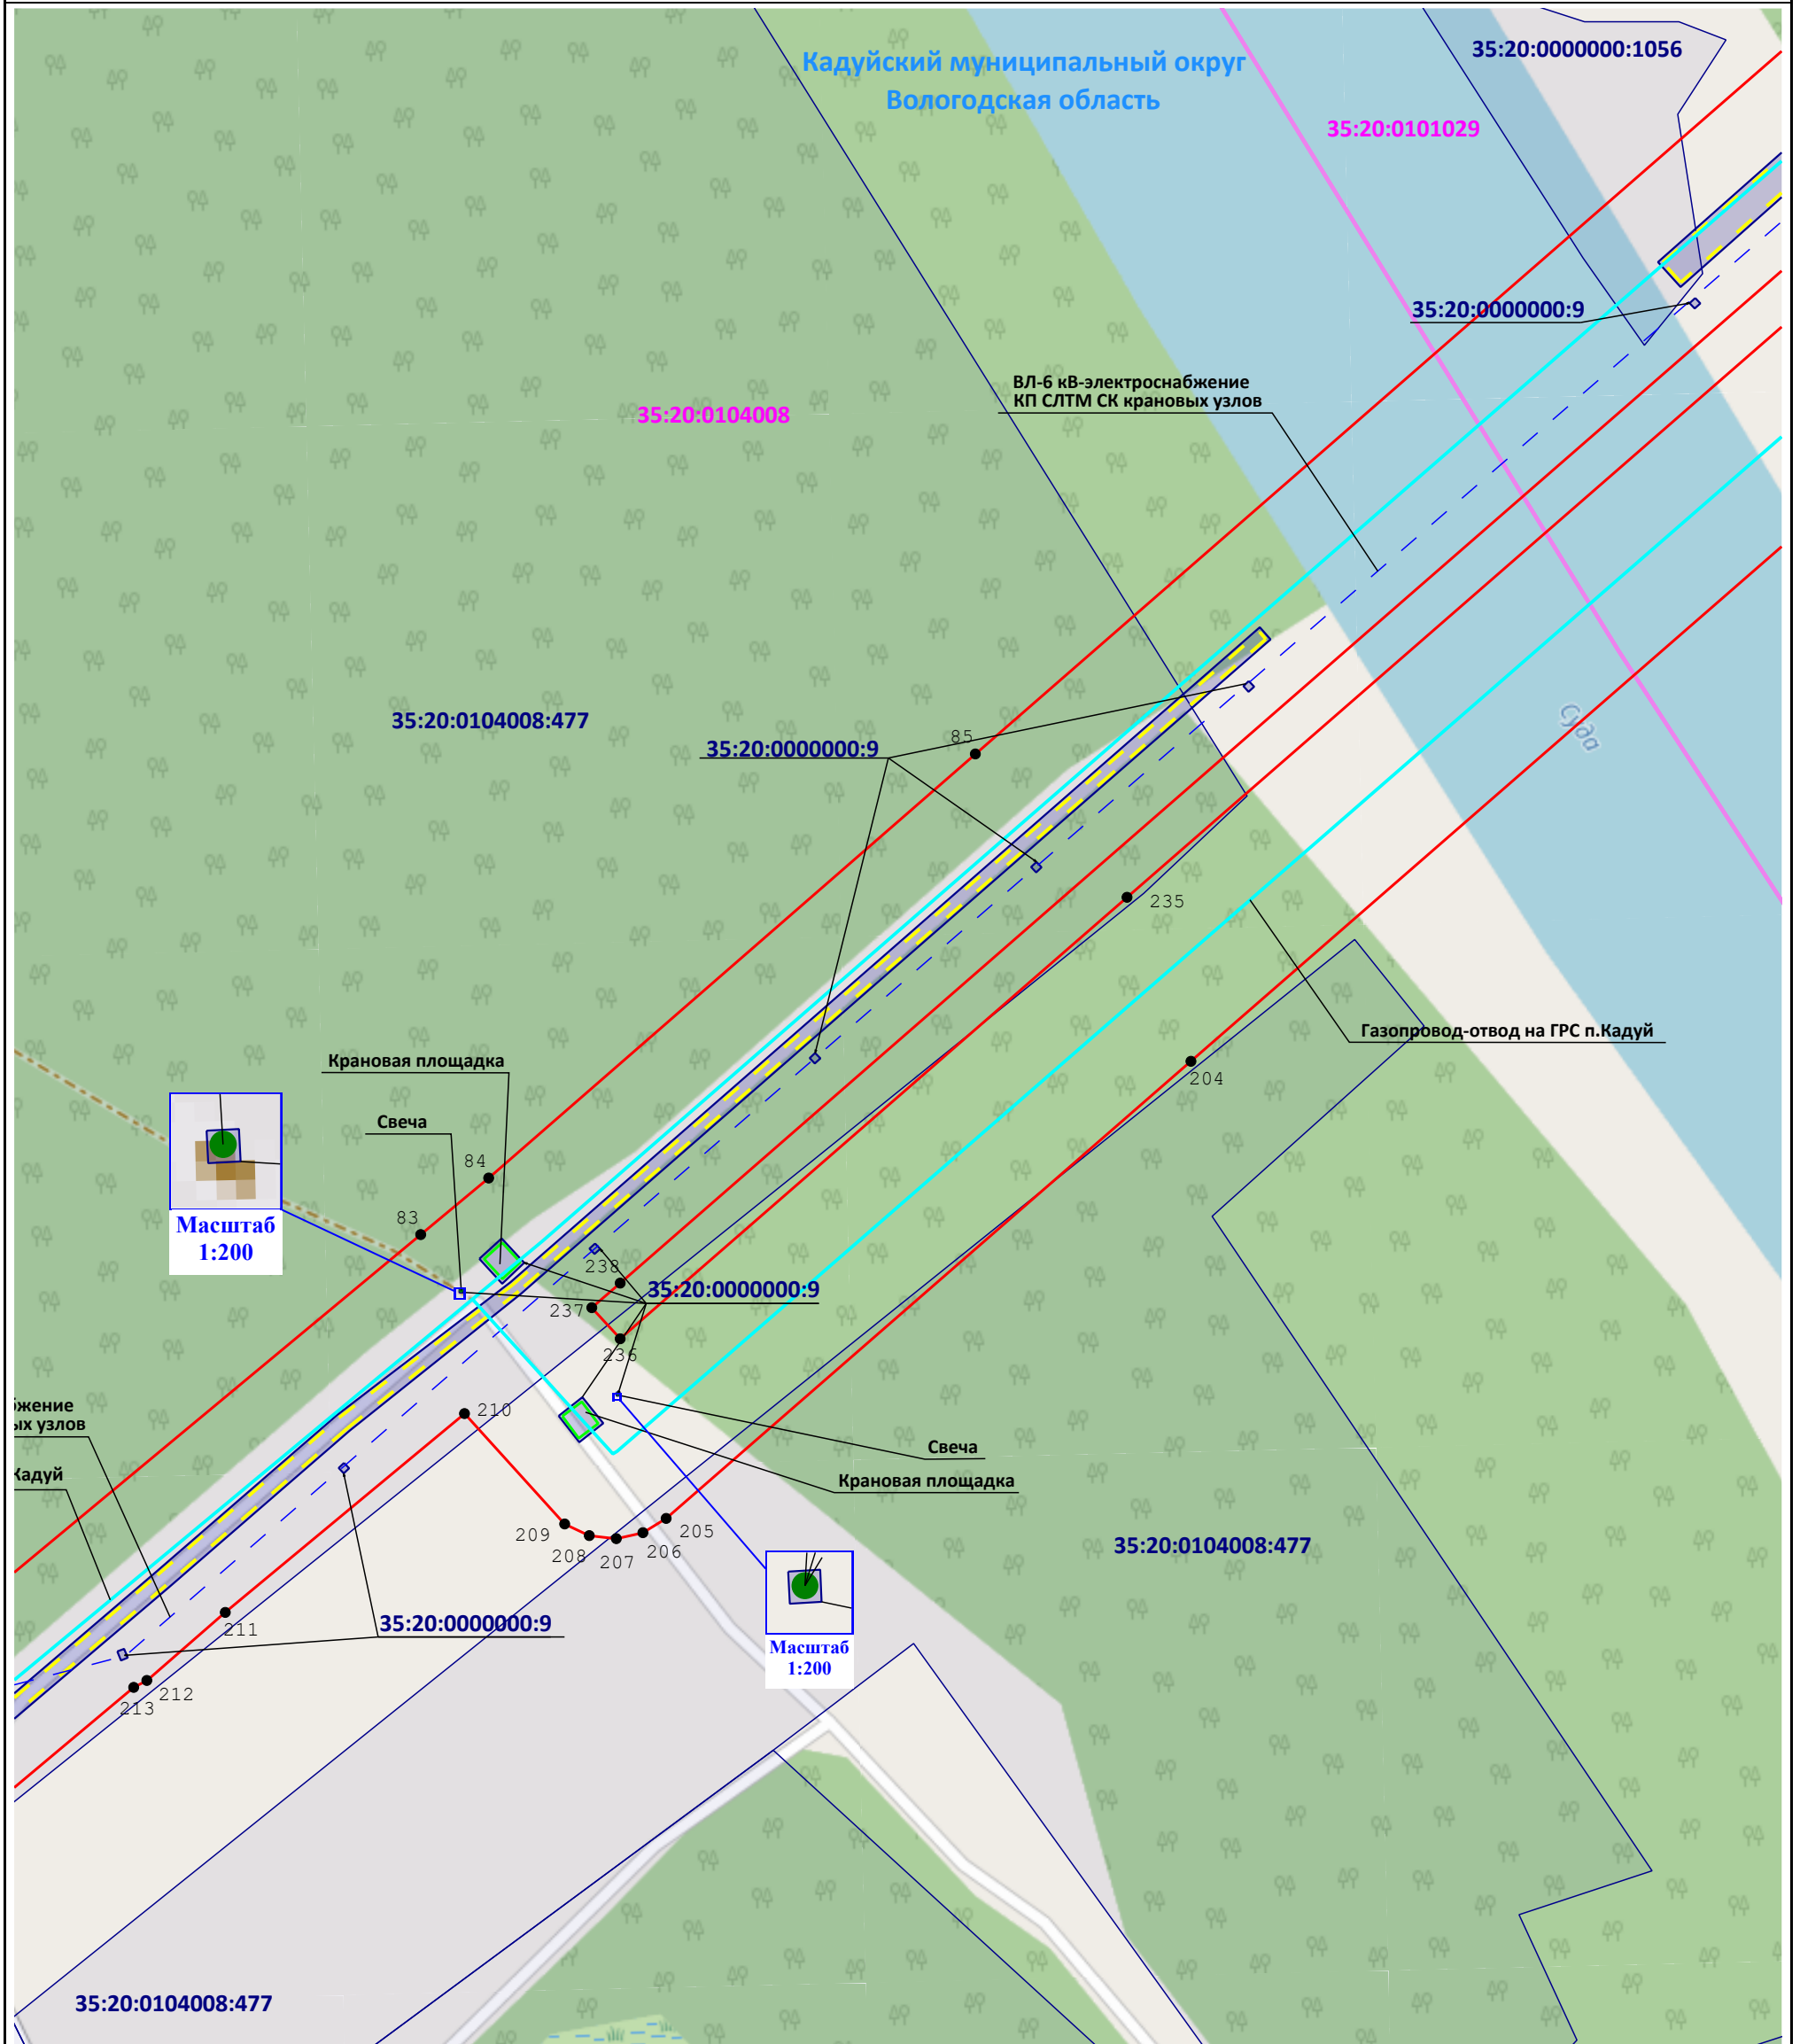 Кадуйский муниципальный округ
Вологодская область
35:20:0000000:1056
35:20:0101029
35:20:0000000:9
ВЛ-6 кВ-электроснабжение
КП СЛТМ СК крановых узлов
35:20:0104008
35:20:0104008:477
35:20:0000000:9
85
Суда
235
Газопровод-отвод на ГРС п.Кадуй
204
Крановая площадка
Свеча
84
83
Масштаб
1:200
238
237
236
35:20:0000000:9
бжение
ых узлов
Кадуй
210
Свеча
Крановая площадка
209
208
207
206
205
35:20:0104008:477
211
35:20:0000000:9
212
213
Масштаб
1:200
35:20:0104008:477